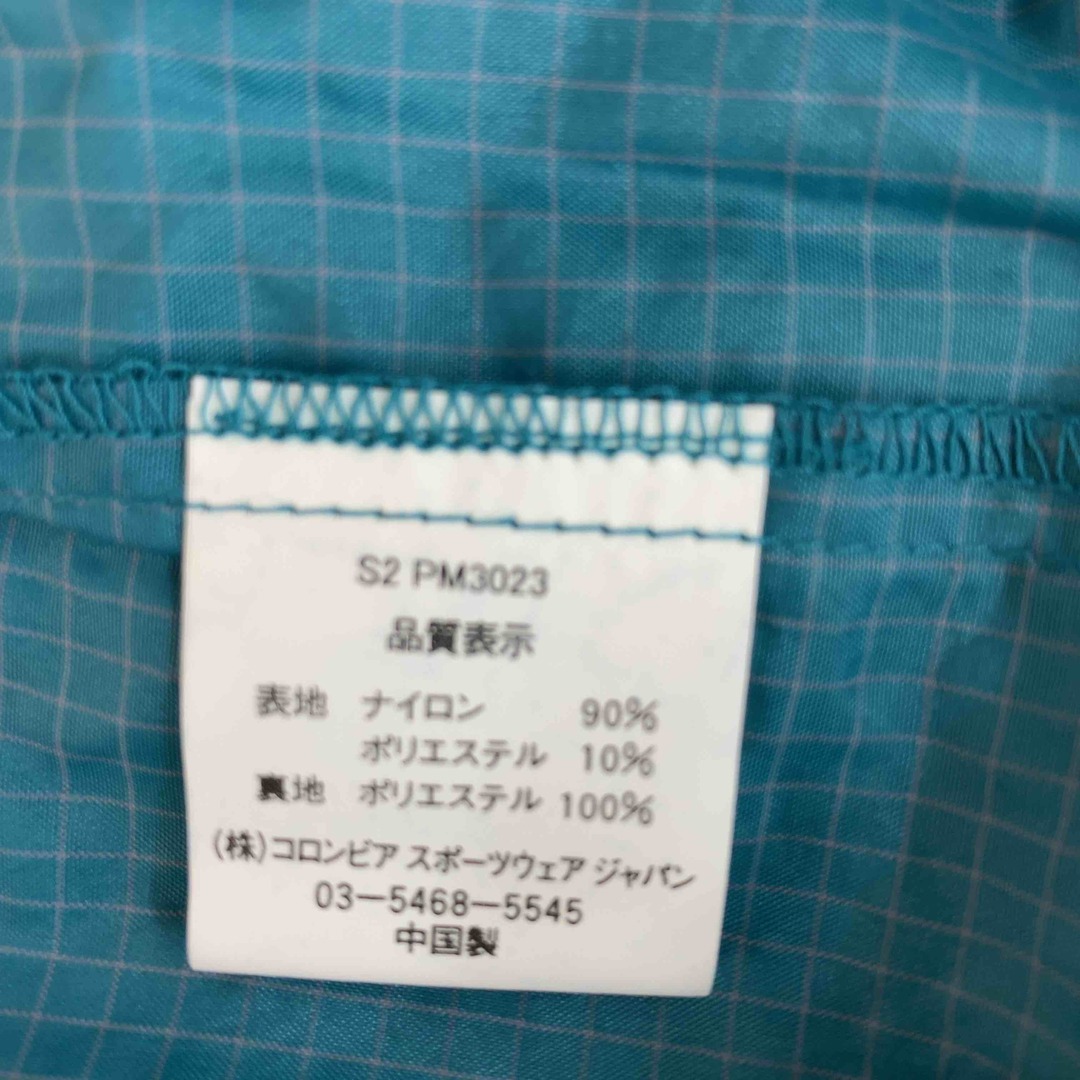 S2 PM3023
品質表示
表地 ナイロン 90%
ポリエステル 10%
裏地 ポリエステル 100%
(株)コロンビア スポーツウェア ジャパン
03-5468-5545
中国製